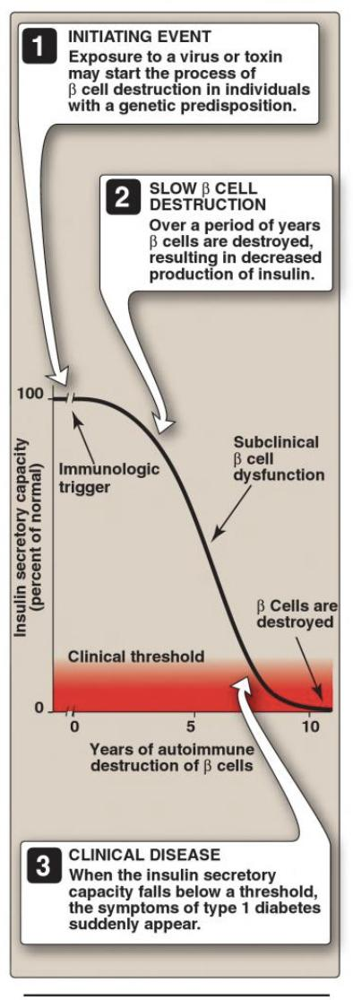 1
INITIATING EVENT
Exposure to a virus or toxin
may start the process of
β cell destruction in individuals
with a genetic predisposition.
2
SLOW β CELL
DESTRUCTION
Over a period of years
β cells are destroyed,
resulting in decreased
production of insulin.
100
Insulin secretory capacity
(percent of normal)
Immunologic
trigger
Subclinical
β cell
dysfunction
β Cells are
destroyed
Clinical threshold
0
0 5 10
Years of autoimmune
destruction of β cells
3
CLINICAL DISEASE
When the insulin secretory
capacity falls below a threshold,
the symptoms of type 1 diabetes
suddenly appear.